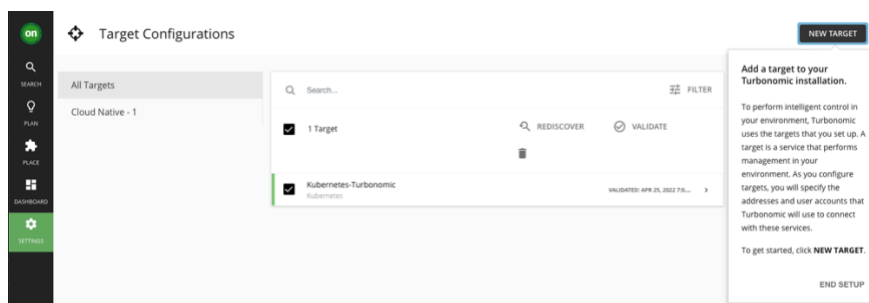 on
Target Configurations
NEW TARGET
SEARCH
PLAN
PLACE
DASHBOARD
SETTINGS
All Targets
Cloud Native - 1
Search...
FILTER
1 Target
REDISCOVER
VALIDATE
Kubernetes-Turbonomic
Kubernetes
VALIDATED: APR 25, 2022 7:0...
Add a target to your
Turbonomic installation.
To perform intelligent control in
your environment, Turbonomic
uses the targets that you set up. A
target is a service that performs
management in your
environment. As you configure
targets, you will specify the
addresses and user accounts that
Turbonomic will use to connect
with these services.
To get started, click NEW TARGET.
END SETUP